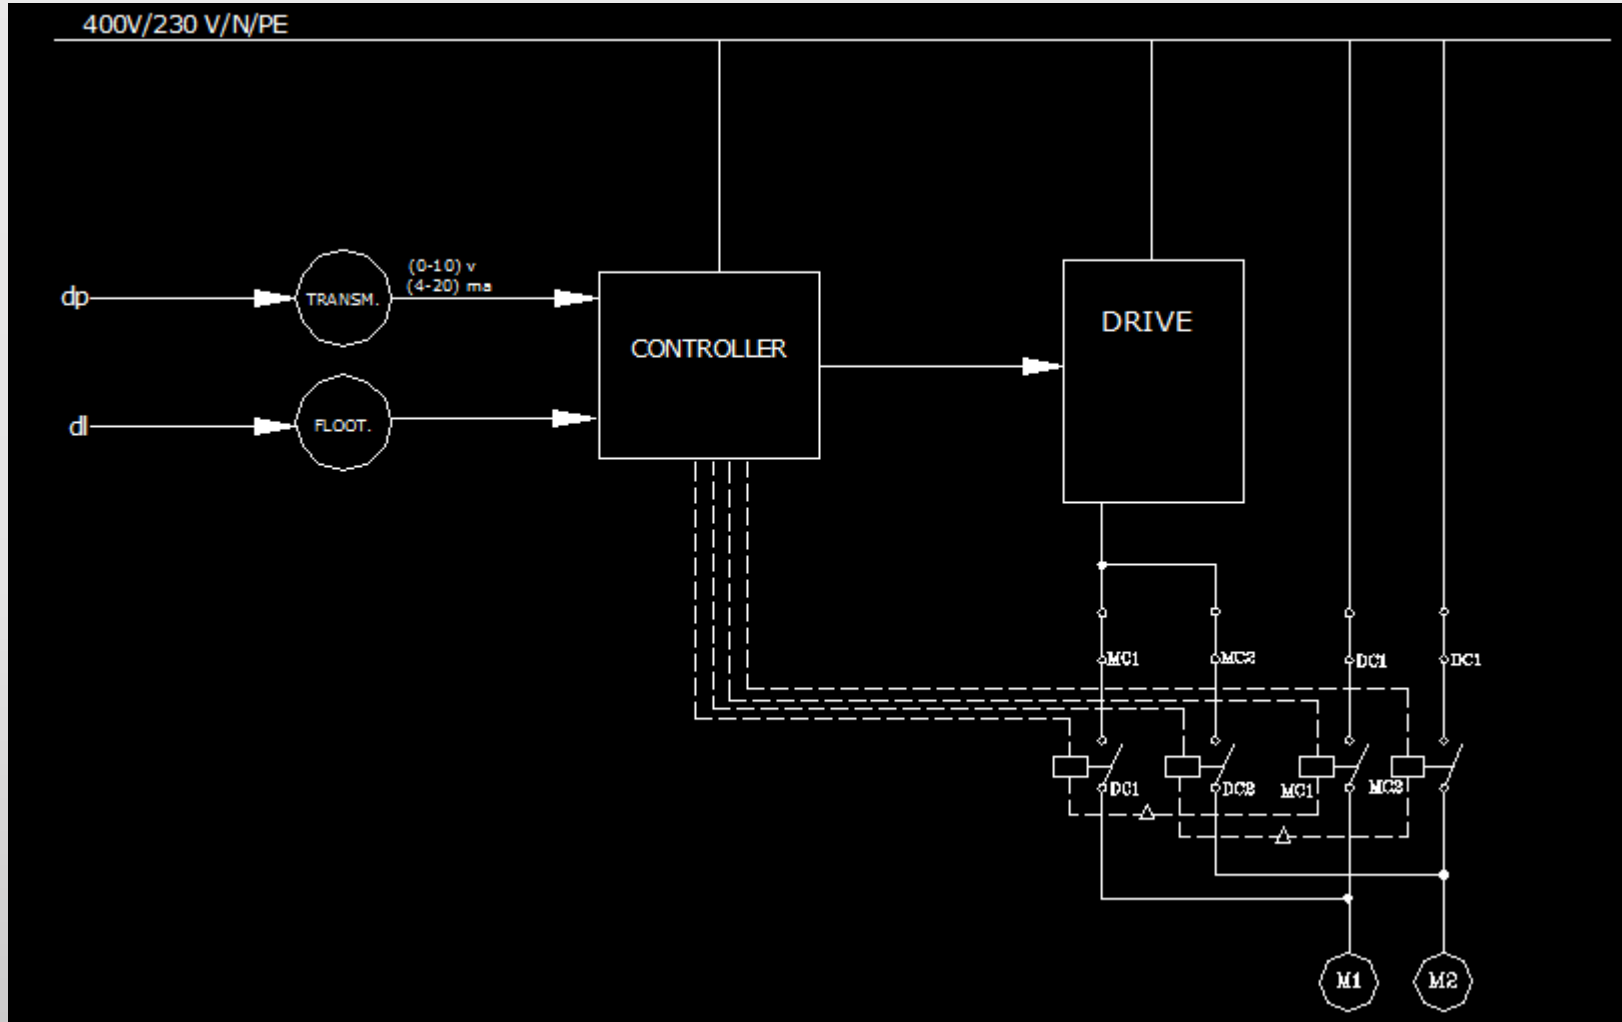 400V/230 V/N/PE
(0-10) v
(4-20) ma
dp
TRANSM.
CONTROLLER
DRIVE
dl
FLOOT.
MC1
MC2
DC1
DC1
DC1
DC2
MC1
MC2
M1
M2